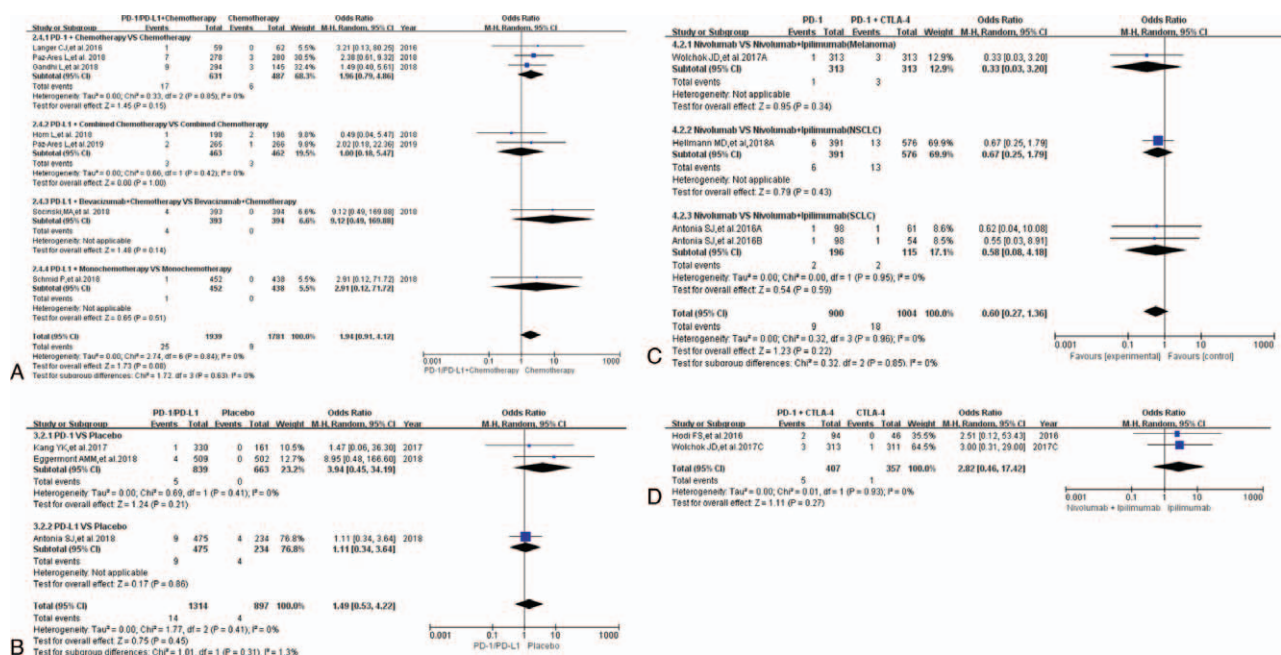 PD-1/PD-L1+Chemotherapy Chemotherapy Odds Ratio Odds Ratio
Study or Subgroup Events Total Events Total Weight M-H, Random, 95% CI Year M-H, Random, 95% CI
2.4.1 PD-1 + Chemotherapy VS Chemotherapy
Langer CJ,et al.2016 1 59 0 62 5.5% 3.21 [0.13, 80.25] 2016
Paz-Ares L,et al.2018 7 278 3 280 30.2% 2.38 [0.61, 9.32] 2018
Gandhi L,et al.2018 9 294 3 145 32.4% 1.49 [0.40, 5.61] 2018
Subtotal (95% CI) 631 487 68.3% 1.96 [0.79, 4.86]
Total events 17 6
Heterogeneity: Tau² = 0.00; Chi² = 0.33, df = 2 (P = 0.85); I² = 0%
Test for overall effect: Z = 1.45 (P = 0.15)
2.4.2 PD-L1 + Combined Chemotherapy VS Combined Chemotherapy
Horn L,et al. 2018 1 198 2 196 9.8% 0.49 [0.04, 5.47] 2018
Paz-Ares L,et al.2019 2 265 1 266 9.8% 2.02 [0.18, 22.36] 2019
Subtotal (95% CI) 463 462 19.5% 1.00 [0.18, 5.47]
Total events 3 3
Heterogeneity: Tau² = 0.00; Chi² = 0.66, df = 1 (P = 0.42); I² = 0%
Test for overall effect: Z = 0.00 (P = 1.00)
2.4.3 PD-L1 + Bevacizumab+Chemotherapy VS Bevacizumab+Chemotherapy
Socinski,MA,et al.2018 4 393 0 394 6.6% 9.12 [0.49, 169.88] 2018
Subtotal (95% CI) 393 394 6.6% 9.12 [0.49, 169.88]
Total events 4 0
Heterogeneity: Not applicable
Test for overall effect: Z = 1.48 (P = 0.14)
2.4.4 PD-L1 + Monochemotherapy VS Monochemotherapy
Schmid P,et al.2018 1 452 0 438 5.5% 2.91 [0.12, 71.72] 2018
Subtotal (95% CI) 452 438 5.5% 2.91 [0.12, 71.72]
Total events 1 0
Heterogeneity: Not applicable
Test for overall effect: Z = 0.65 (P = 0.51)
Total (95% CI) 1939 1781 100.0% 1.94 [0.91, 4.12]
Total events 25 9
Heterogeneity: Tau² = 0.00; Chi² = 2.74, df = 6 (P = 0.84); I² = 0%
Test for overall effect: Z = 1.73 (P = 0.08)
Test for subgroup differences: Chi² = 1.72, df = 3 (P = 0.63), I² = 0%
0.001 0.1 1 10 1000
PD-1/PD-L1+Chemotherapy Chemotherapy
A
PD-1/PD-L1 Placebo Odds Ratio Odds Ratio
Study or Subgroup Events Total Events Total Weight M-H, Random, 95% CI Year M-H, Random, 95% CI
3.2.1 PD-1 VS Placebo
Kang YK,et al.2017 1 330 0 161 10.5% 1.47 [0.06, 36.30] 2017
Eggermont AMM,et al.2018 4 509 0 502 12.7% 8.95 [0.48, 166.60] 2018
Subtotal (95% CI) 839 663 23.2% 3.94 [0.45, 34.19]
Total events 5 0
Heterogeneity: Tau² = 0.00; Chi² = 0.69, df = 1 (P = 0.41); I² = 0%
Test for overall effect: Z = 1.24 (P = 0.21)
3.2.2 PD-L1 VS Placebo
Antonia SJ,et al.2018 9 475 4 234 76.8% 1.11 [0.34, 3.64] 2018
Subtotal (95% CI) 475 234 76.8% 1.11 [0.34, 3.64]
Total events 9 4
Heterogeneity: Not applicable
Test for overall effect: Z = 0.17 (P = 0.86)
Total (95% CI) 1314 897 100.0% 1.49 [0.53, 4.22]
Total events 14 4
Heterogeneity: Tau² = 0.00; Chi² = 1.77, df = 2 (P = 0.41); I² = 0%
Test for overall effect: Z = 0.75 (P = 0.45)
Test for subgroup differences: Chi² = 1.01, df = 1 (P = 0.31), I² = 1.3%
0.001 0.1 1 10 1000
PD-1/PD-L1 Placebo
B
PD-1 PD-1 + CTLA-4 Odds Ratio Odds Ratio
Study or Subgroup Events Total Events Total Weight M-H, Random, 95% CI M-H, Random, 95% CI
4.2.1 Nivolumab VS Nivolumab+Ipilimumab(Melanoma)
Wolchok JD,et.2017A 1 313 3 313 12.9% 0.33 [0.03, 3.20]
Subtotal (95% CI) 313 313 12.9% 0.33 [0.03, 3.20]
Total events 1 3
Heterogeneity: Not applicable
Test for overall effect: Z = 0.95 (P = 0.34)
4.2.2 Nivolumab VS Nivolumab+Ipilimumab(NSCLC)
Hellmann MD,et,al,2018A 6 391 13 576 69.9% 0.67 [0.25, 1.79]
Subtotal (95% CI) 391 576 69.9% 0.67 [0.25, 1.79]
Total events 6 13
Heterogeneity: Not applicable
Test for overall effect: Z = 0.79 (P = 0.43)
4.2.3 Nivolumab VS Nivolumab+Ipilimumab(SCLC)
Antonia SJ,et al.2016A 1 98 1 61 8.6% 0.62 [0.04, 10.08]
Antonia SJ,et al.2016B 1 98 1 54 8.5% 0.55 [0.03, 8.91]
Subtotal (95% CI) 196 115 17.1% 0.58 [0.08, 4.18]
Total events 2 2
Heterogeneity: Tau² = 0.00; Chi² = 0.00, df = 1 (P = 0.95); I² = 0%
Test for overall effect: Z = 0.54 (P = 0.59)
Total (95% CI) 900 1004 100.0% 0.60 [0.27, 1.36]
Total events 9 18
Heterogeneity: Tau² = 0.00; Chi² = 0.32, df = 3 (P = 0.96); I² = 0%
Test for overall effect: Z = 1.23 (P = 0.22)
Test for subgroup differences: Chi² = 0.32, df = 2 (P = 0.85), I² = 0%
0.001 0.1 1 10 1000
Favours [experimental] Favours [control]
C
PD-1 + CTLA-4 CTLA-4 Odds Ratio Odds Ratio
Study or Subgroup Events Total Events Total Weight M-H, Random, 95% CI Year M-H, Random, 95% CI
Hodi FS,et al.2016 2 94 0 46 35.5% 2.51 [0.12, 53.43] 2016
Wolchok JD,et.2017C 3 313 1 311 64.5% 3.00 [0.31, 29.00] 2017C
Total (95% CI) 407 357 100.0% 2.82 [0.46, 17.42]
Total events 5 1
Heterogeneity: Tau² = 0.00; Chi² = 0.01, df = 1 (P = 0.93); I² = 0%
Test for overall effect: Z = 1.11 (P = 0.27)
0.001 0.1 1 10 1000
Nivolumab + Ipilimumab Ipilimumab
D